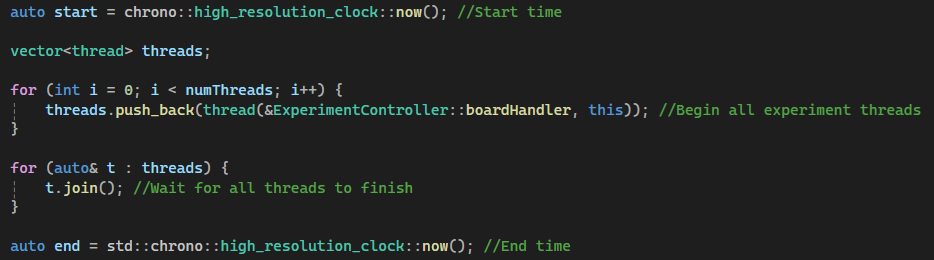 auto start = chrono::high_resolution_clock::now(); //Start time
vector<thread> threads;
for (int i = 0; i < numThreads; i++) {
threads.push_back(thread(&ExperimentController::boardHandler, this)); //Begin all experiment threads
}
for (auto& t : threads) {
t.join(); //Wait for all threads to finish
}
auto end = std::chrono::high_resolution_clock::now(); //End time